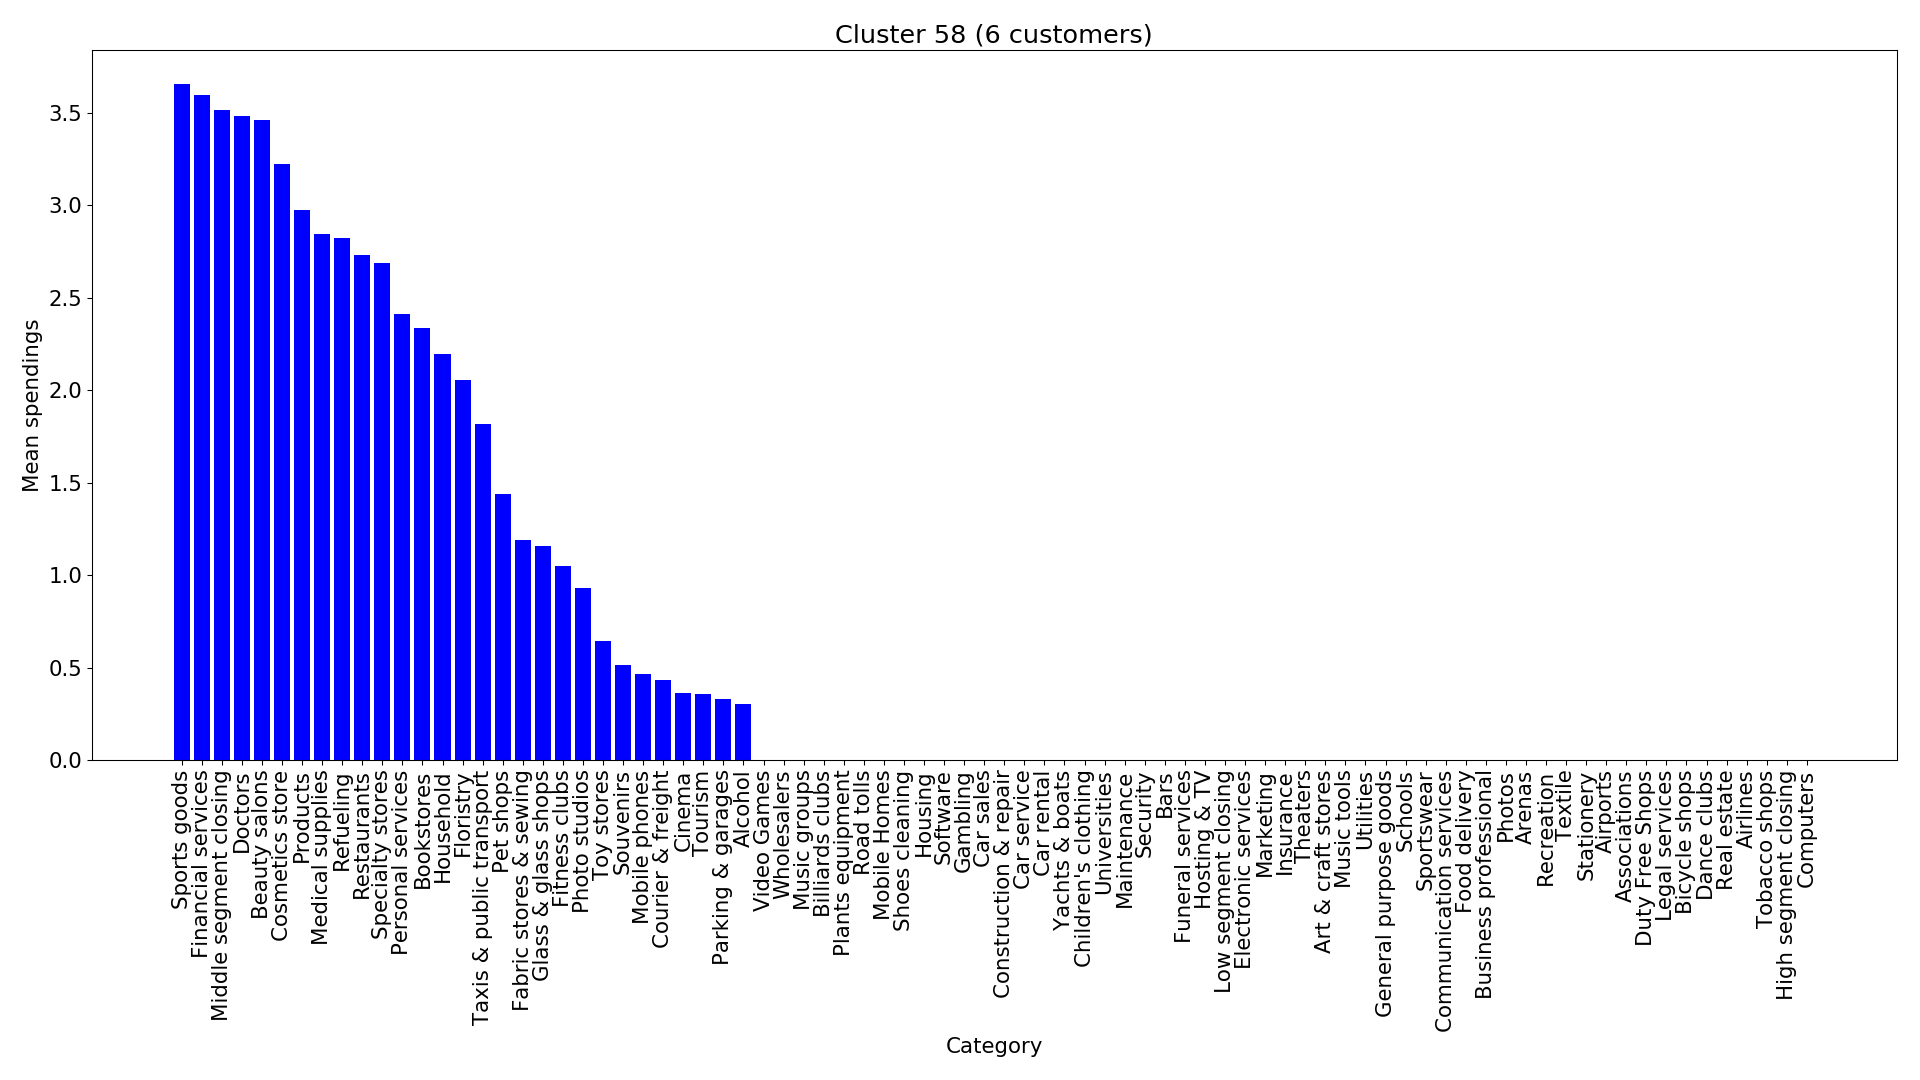 Cluster 58 (6 customers)
Mean spendings
3.5
3.0
2.5
2.0
1.5
1.0
0.5
0.0
Sports goods
Financial services
Middle segment closing
Doctors
Beauty salons
Cosmetics store
Products
Medical supplies
Refueling
Restaurants
Specialty stores
Personal services
Bookstores
Household
Floristry
Taxis & public transport
Pet shops
Fabric stores & sewing
Glass & glass shops
Fitness clubs
Photo studios
Toy stores
Souvenirs
Mobile phones
Courier & freight
Cinema
Tourism
Parking & garages
Alcohol
Video Games
Wholesalers
Music groups
Billiards clubs
Plants equipment
Road tolls
Mobile Homes
Shoes cleaning
Housing
Software
Gambling
Car sales
Construction & repair
Car service
Car rental
Yachts & boats
Children's clothing
Universities
Maintenance
Security
Bars
Funeral services
Hosting & TV
Low segment closing
Electronic services
Marketing
Insurance
Theaters
Art & craft stores
Music tools
Utilities
General purpose goods
Schools
Sportswear
Communication services
Food delivery
Business professional
Photos
Arenas
Recreation
Textile
Stationery
Airports
Associations
Duty Free Shops
Legal services
Bicycle shops
Dance clubs
Real estate
Airlines
Tobacco shops
High segment closing
Computers
Category